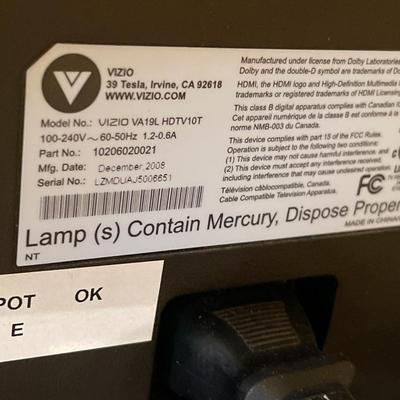 V
VIZIO
39 Tesla, Irvine, CA 92618
WWW.VIZIO.COM
Model No.: VIZIO VA19L HDTV10T
100-240V ~ 60-50Hz 1.2-0.6A
Part No.: 10206020021
Mfg. Date: December, 2008
Serial No.: LZMDUAJ5006651
Manufactured under license from Dolby Laboratories
Dolby and the double-D symbol are trademarks of Dolby
HDMI, the HDMI logo and High-Definition Multimedia I
trademarks or registered trademarks of HDMI Licensing
This class B digital apparatus complies with Canadian IC
Cet appareil numérique de la classe B est conforme à la
norme NMB-003 du Canada.
This device complies with part 15 of the FCC Rules.
Operation is subject to the following two conditions:
(1) This device may not cause harmful interference, and
(2) This device must accept any interference received,
including interference that may cause undesired operation.
Télévision câblocompatible, Canada.
Cable Compatible Television Apparatus.
FC
Lamp (s) Contain Mercury, Dispose Proper
MADE IN CHINA
NT
POT OK
E